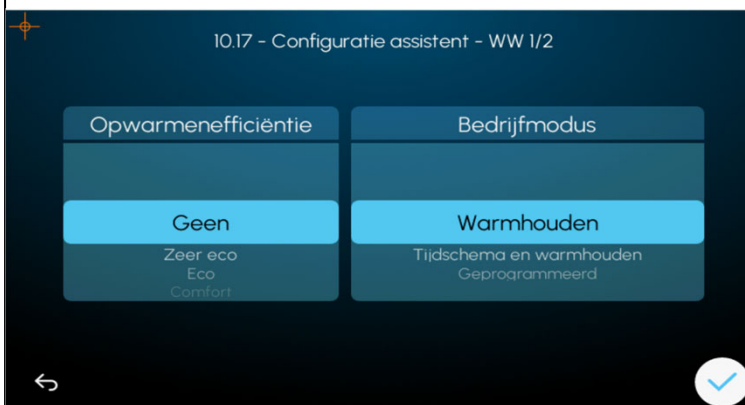 10.17 - Configuratie assistent - WW 1/2
Opwarmenefficiëntie
Bedrijfmodus
Geen
Warmhouden
Zeer eco
Tijdschema en warmhouden
Eco
Geprogrammeerd
Comfort